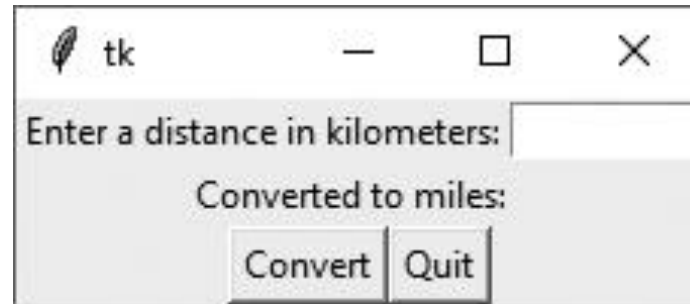 tk
Enter a distance in kilometers:
Converted to miles:
Convert Quit